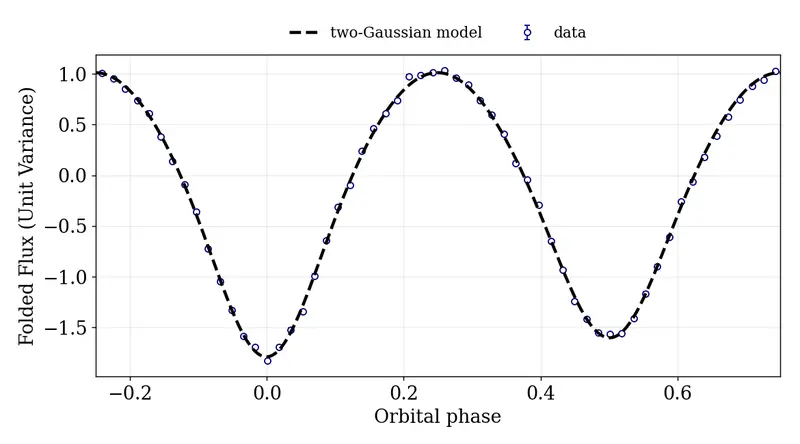 two-Gaussian model
data
Folded Flux (Unit Variance)
1.0
0.5
0.0
−0.5
−1.0
−1.5
−0.2
0.0
0.2
0.4
0.6
Orbital phase